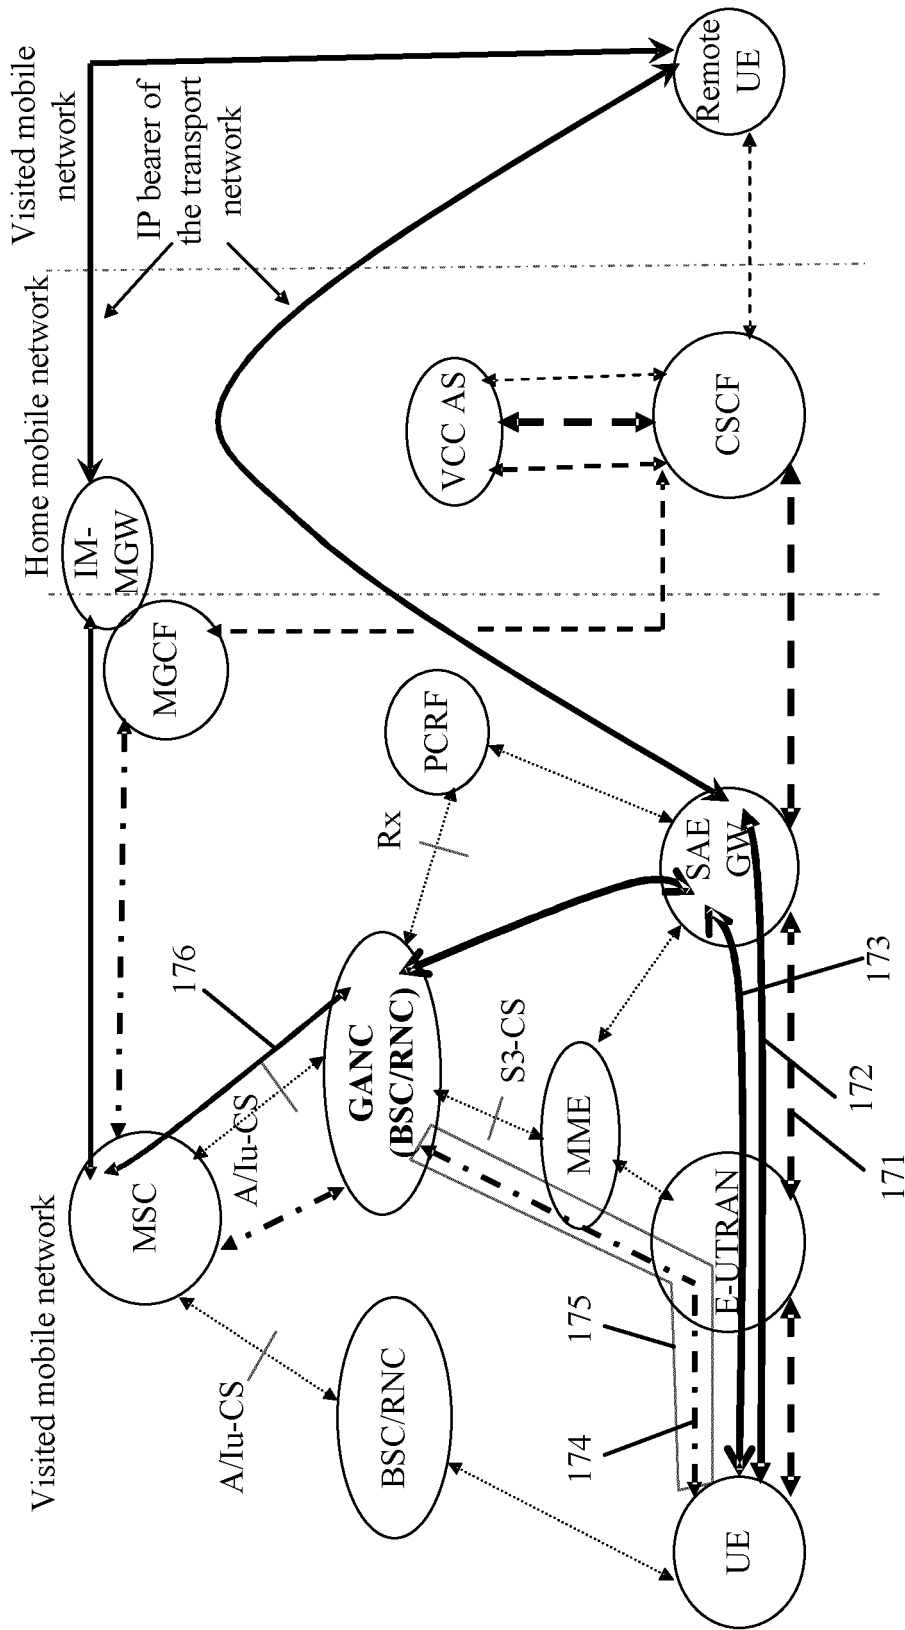 Visited mobile network
Home mobile network
Visited mobile
network
MSC
IM-
MGW
MGCF
IP bearer of
the transport
network
176
A/Iu-CS
A/Iu-CS
GANC
(BSC/RNC)
Rx
PCRF
VCC AS
BSC/RNC
S3-CS
MME
175
174
UE
E-UTRAN
SAE
GW
CSCF
Remote
UE
173
172
171